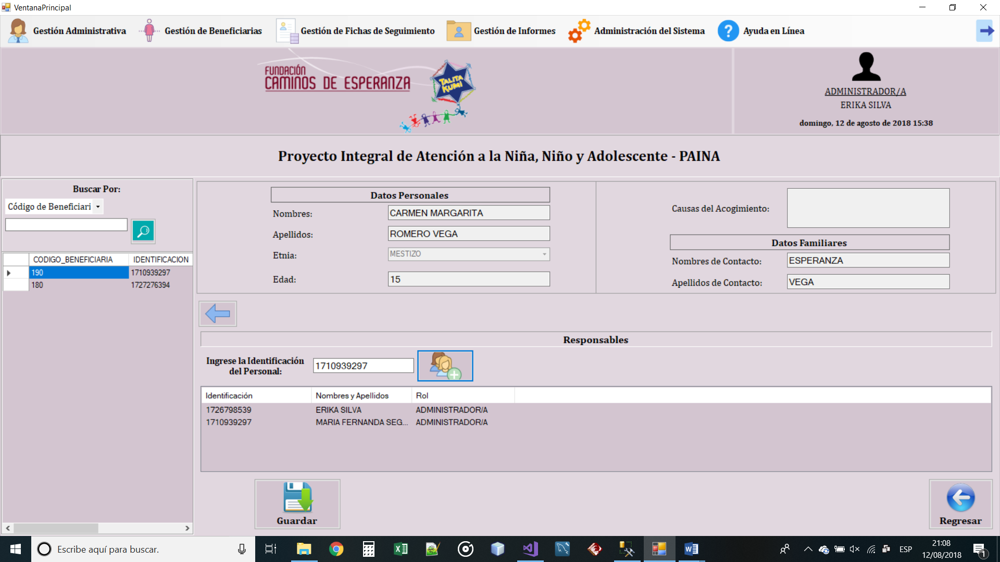 VentanaPrincipal
Gestión Administrativa
Gestión de Beneficiarias
Gestión de Fichas de Seguimiento
Gestión de Informes
Administración del Sistema
Ayuda en Línea
FUNDACIÓN
CAMINOS DE ESPERANZA
TALITA
KUMI
ADMINISTRADOR/A
ERIKA SILVA
domingo, 12 de agosto de 2018 15:38
Proyecto Integral de Atención a la Niña, Niño y Adolescente - PAINA
Buscar Por:
Código de Beneficiari
CODIGO_BENEFICIARIA IDENTIFICACION
190 1710939297
180 1727276394
Datos Personales
Nombres: CARMEN MARGARITA
Apellidos: ROMERO VEGA
Etnia: MESTIZO
Edad: 15
Causas del Acogimiento:
Datos Familiares
Nombres de Contacto: ESPERANZA
Apellidos de Contacto: VEGA
Responsables
Ingrese la Identificación
del Personal:
1710939297
Identificación Nombres y Apellidos Rol
1726798539 ERIKA SILVA ADMINISTRADOR/A
1710939297 MARIA FERNANDA SEG... ADMINISTRADOR/A
Guardar
Regresar
Escribe aquí para buscar.
ESP
21:08
12/08/2018
1